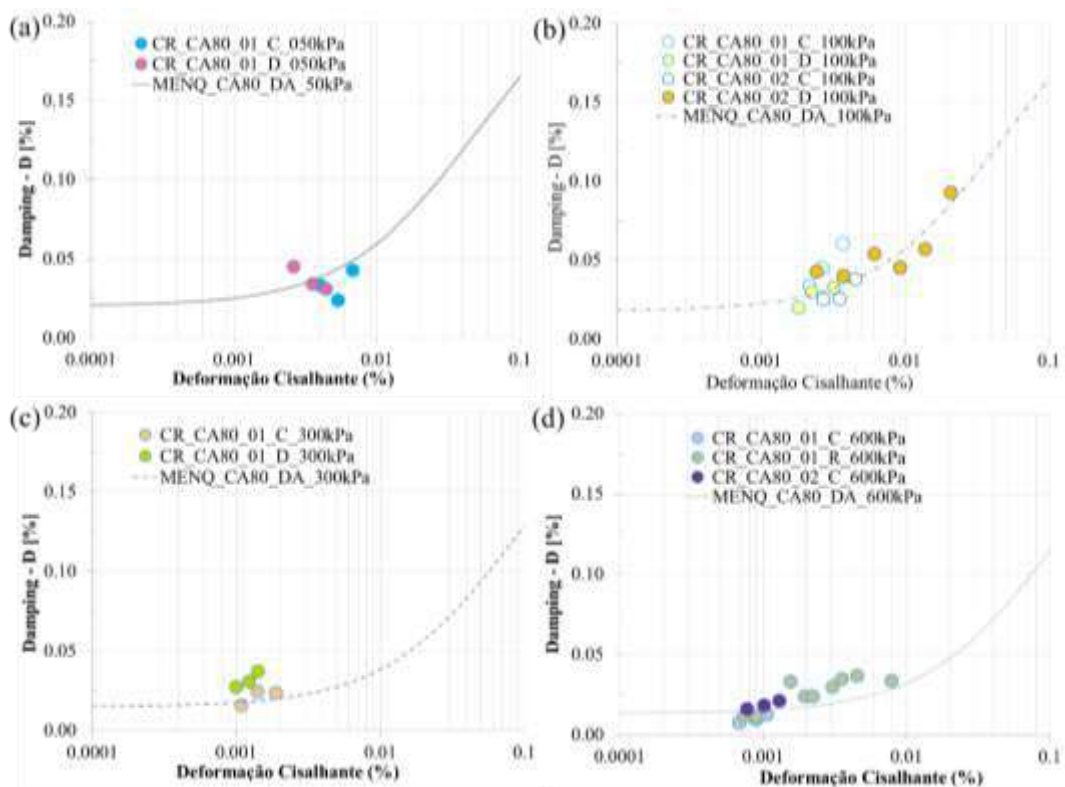 (a)
0.20
CR_CA80_01_C_050kPa
CR_CA80_01_D_050kPa
MENQ_CA80_DA_50kPa
0.15
0.10
0.05
0.00
Damping - D [%]
0.0001 0.001 0.01 0.1
Deformação Cisalhante (%)
(b)
0.20
CR_CA80_01_C_100kPa
CR_CA80_01_D_100kPa
CR_CA80_02_C_100kPa
CR_CA80_02_D_100kPa
MENQ_CA80_DA_100kPa
0.15
0.10
0.05
0.00
Damping - D [%]
0.0001 0.001 0.01 0.1
Deformação Cisalhante (%)
(c)
0.20
CR_CA80_01_C_300kPa
CR_CA80_01_D_300kPa
MENQ_CA80_DA_300kPa
0.15
0.10
0.05
0.00
Damping - D [%]
0.0001 0.001 0.01 0.1
Deformação Cisalhante (%)
(d)
0.20
CR_CA80_01_C_600kPa
CR_CA80_01_R_600kPa
CR_CA80_02_C_600kPa
MENQ_CA80_DA_600kPa
0.15
0.10
0.05
0.00
Damping - D [%]
0.0001 0.001 0.01 0.1
Deformação Cisalhante (%)